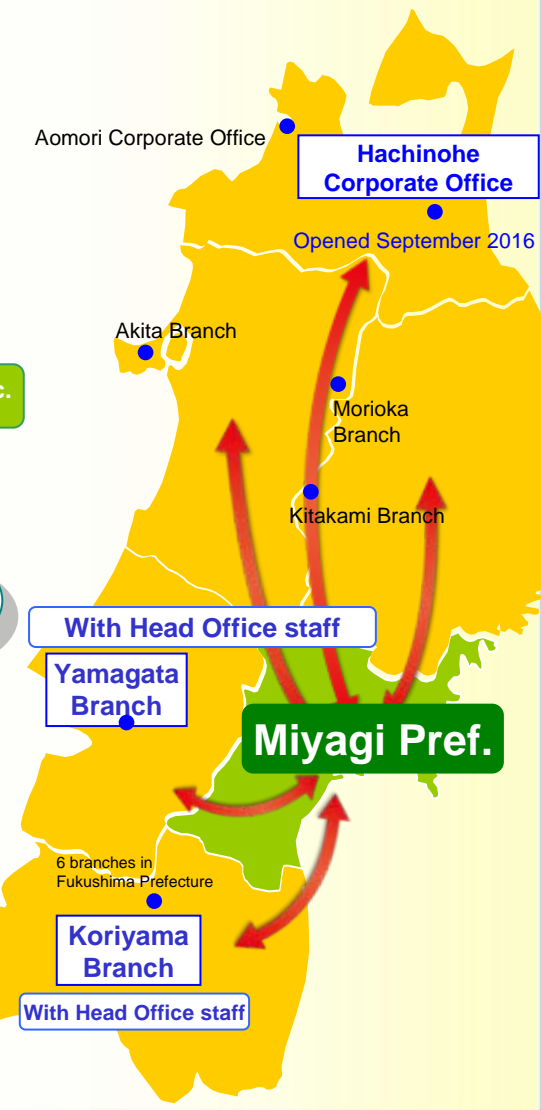 Aomori Corporate Office
Hachinohe
Corporate Office
Opened September 2016
Akita Branch
c.
Morioka
Branch
Kitakami Branch
With Head Office staff
Yamagata
Branch
Miyagi Pref.
6 branches in
Fukushima Prefecture
Koriyama
Branch
With Head Office staff